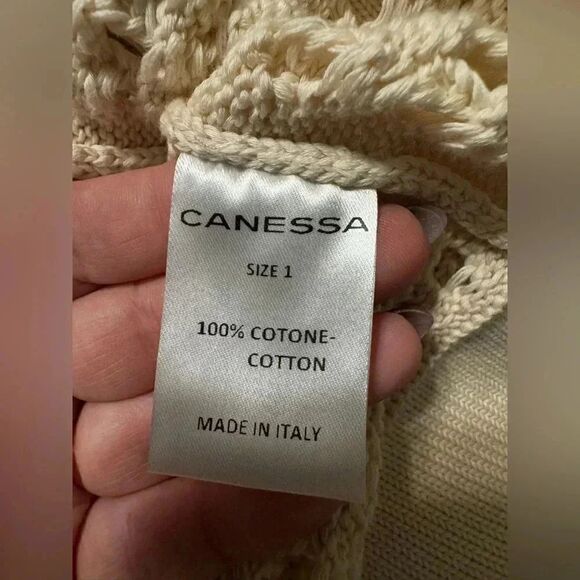 CANESSA
SIZE 1
100% COTONE-
COTTON
MADE IN ITALY